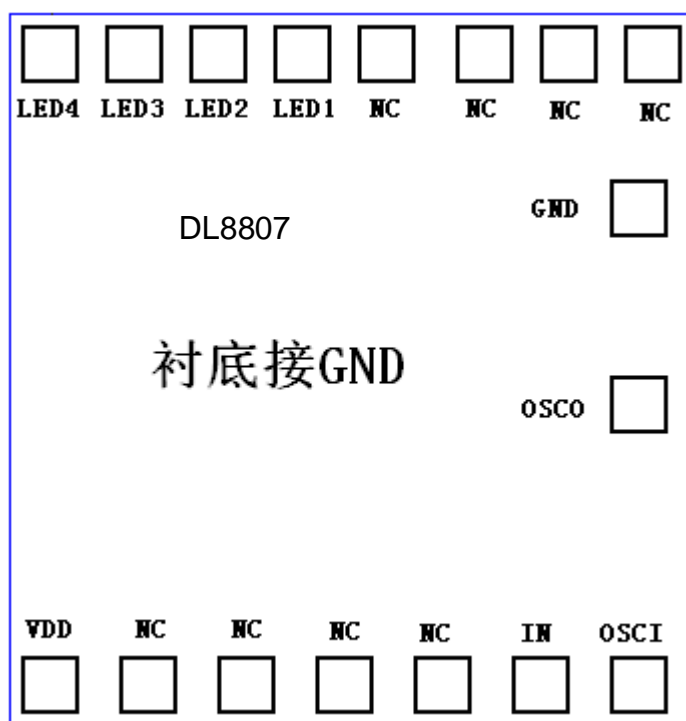 LED4 LED3 LED2 LED1 NC NC NC NC
GND
DL8807
衬底接GND
OSCO
VDD NC NC NC NC IN OSCI